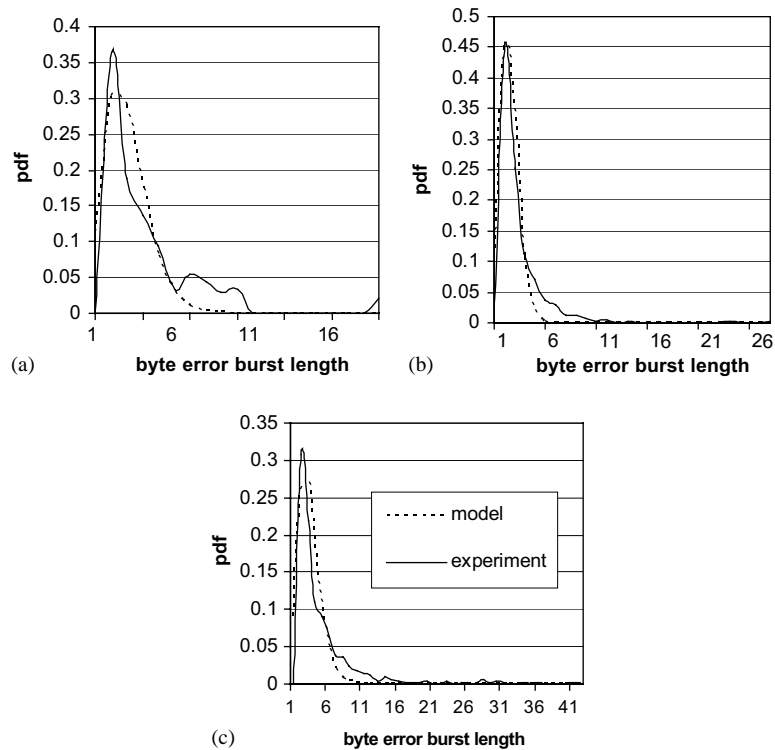 0.4
0.35
0.3
0.25
0.2
0.15
0.1
0.05
0
pdf
1 6 11 16
byte error burst length
(a)
0.5
0.45
0.4
0.35
0.3
0.25
0.2
0.15
0.1
0.05
0
pdf
1 6 11 16 21 26
byte error burst length
(b)
0.35
0.3
0.25
0.2
0.15
0.1
0.05
0
pdf
model
experiment
1 6 11 16 21 26 31 36 41
byte error burst length
(c)